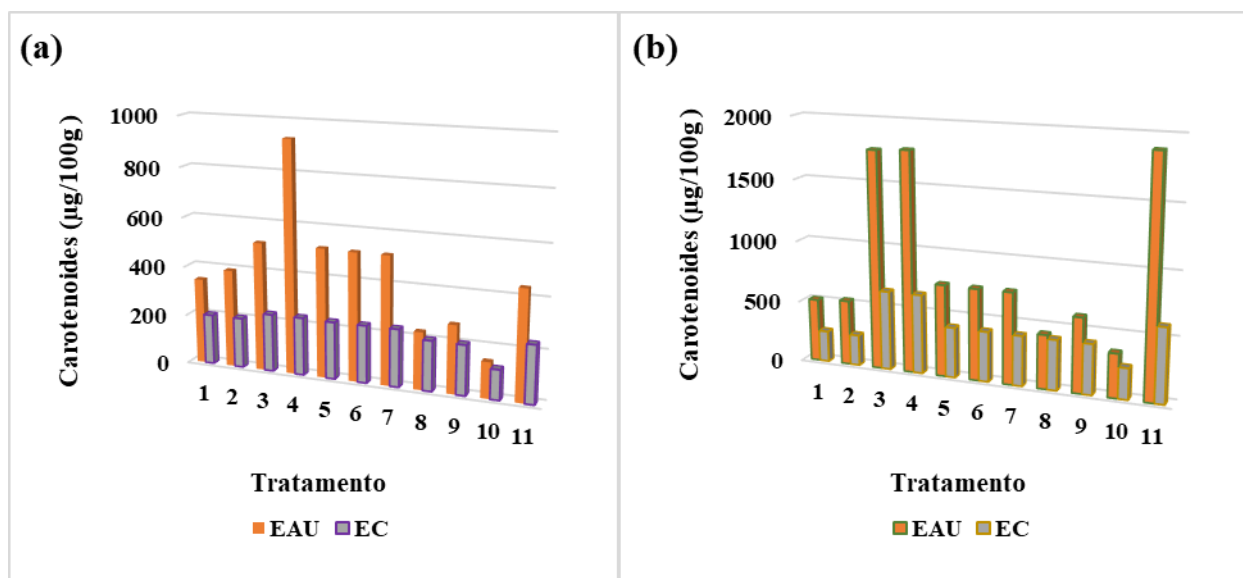 (a)
Carotenoides (µg/100g )
1000
800
600
400
200
0
1 2 3 4 5 6 7 8 9 10 11
Tratamento
EAU EC
(b)
Carotenoides (µg/100g )
2000
1500
1000
500
0
1 2 3 4 5 6 7 8 9 10 11
Tratamento
EAU EC